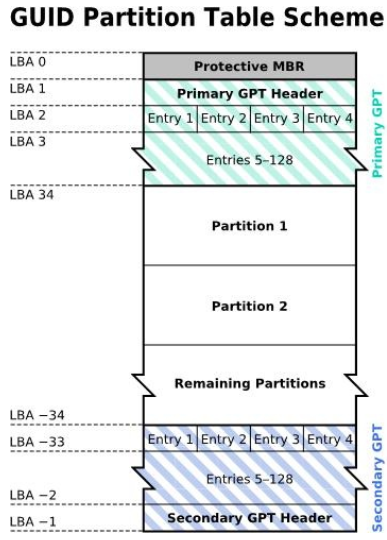 GUID Partition Table Scheme
LBA 0
Protective MBR
LBA 1
Primary GPT Header
LBA 2
Entry 1 Entry 2 Entry 3 Entry 4
LBA 3
Entries 5–128
Primary GPT
LBA 34
Partition 1
Partition 2
Remaining Partitions
LBA −34
LBA −33
Entry 1 Entry 2 Entry 3 Entry 4
Entries 5–128
LBA −2
Secondary GPT Header
LBA −1
Secondary GPT